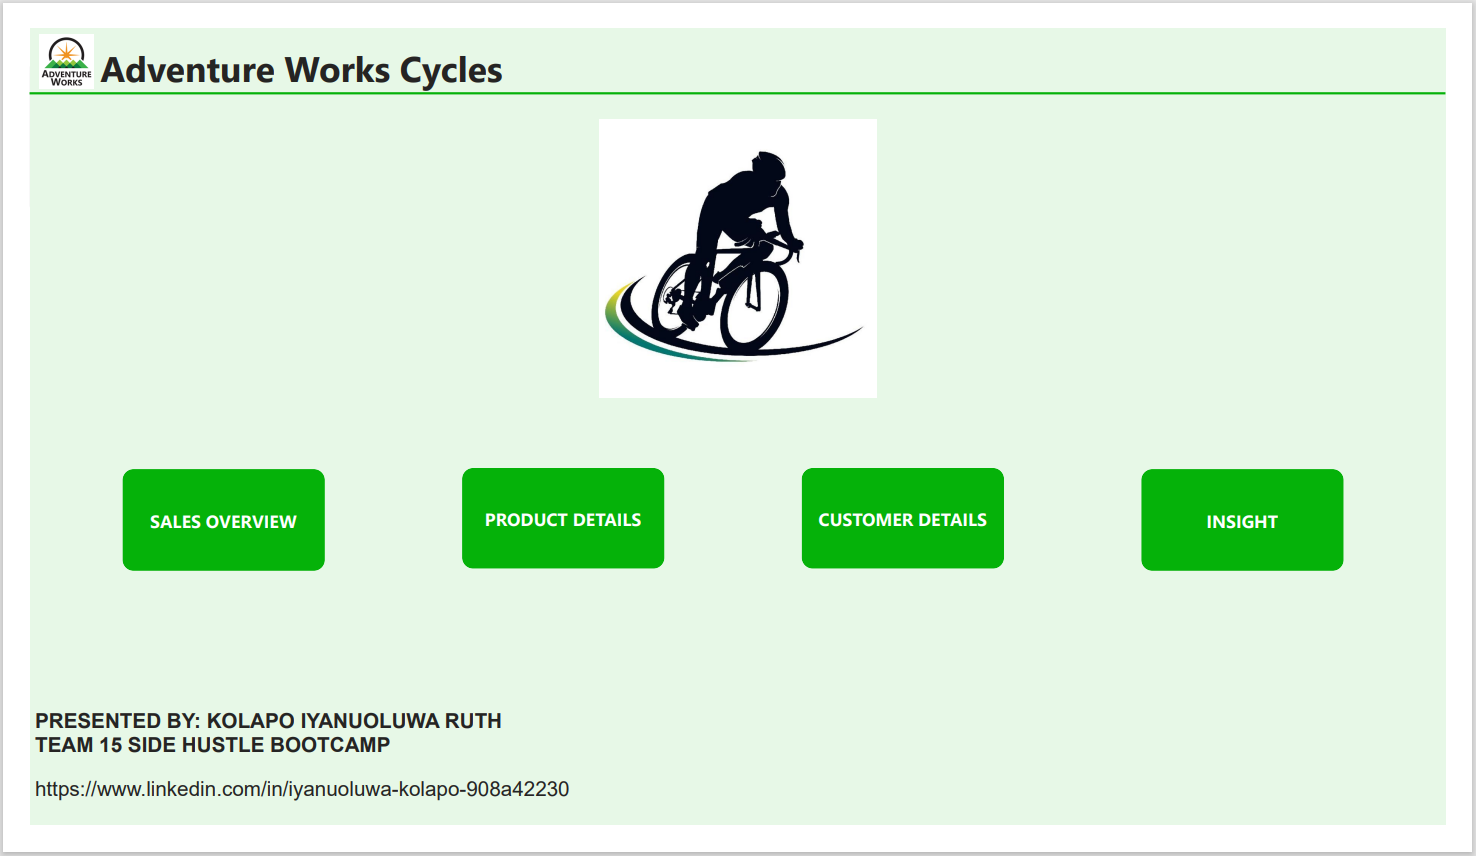 ADVENTURE
WORKS
Adventure Works Cycles
SALES OVERVIEW
PRODUCT DETAILS
CUSTOMER DETAILS
INSIGHT
PRESENTED BY: KOLAPO IYANUOLUWA RUTH
TEAM 15 SIDE HUSTLE BOOTCAMP
https://www.linkedin.com/in/iyanuoluwa-kolapo-908a42230